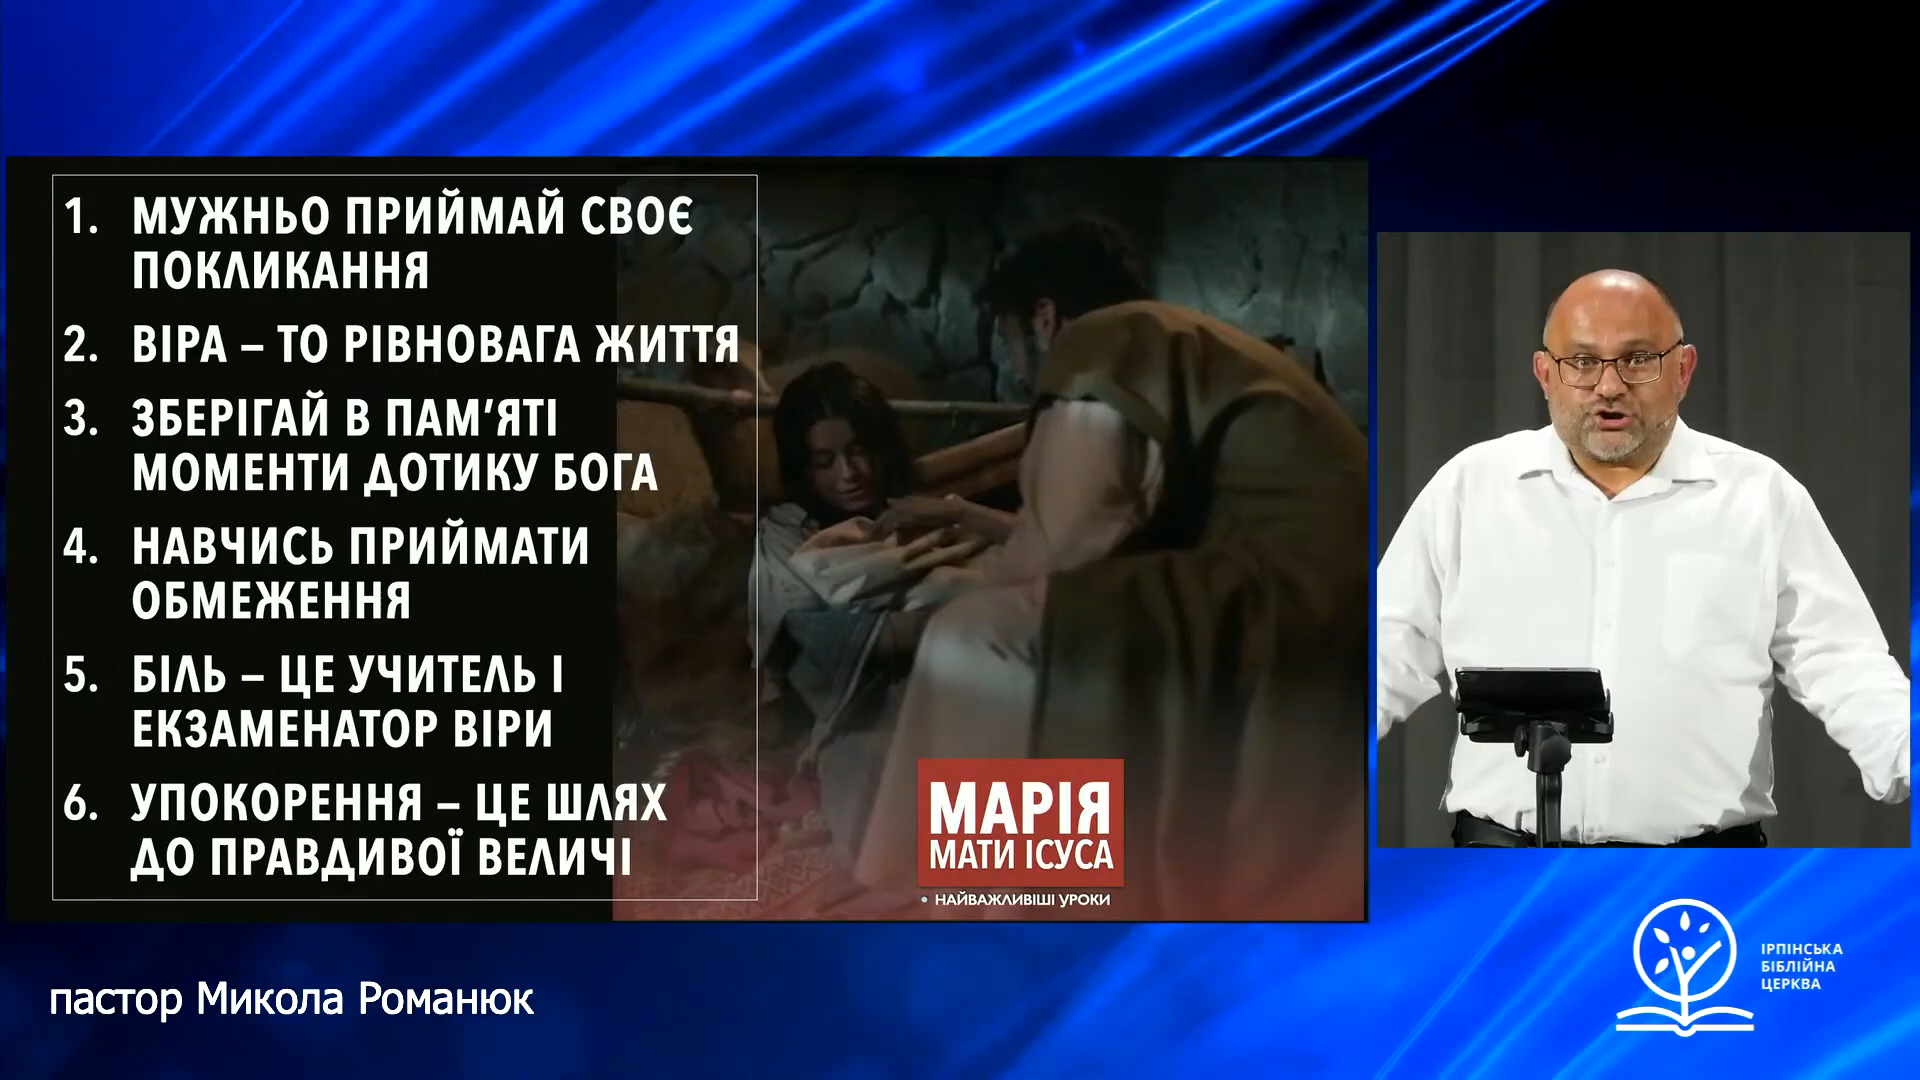 1. МУЖНЬО ПРИЙМАЙ СВОЄ
ПОКЛИКАННЯ
2. ВІРА – ТО РІВНОВАГА ЖИТТЯ
3. ЗБЕРІГАЙ В ПАМ’ЯТІ
МОМЕНТИ ДОТИКУ БОГА
4. НАВЧИСЬ ПРИЙМАТИ
ОБМЕЖЕННЯ
5. БІЛЬ – ЦЕ УЧИТЕЛЬ І
ЕКЗАМЕНАТОР ВІРИ
6. УПОКОРЕННЯ – ЦЕ ШЛЯХ
ДО ПРАВДИВОЇ ВЕЛИЧІ
МАРІЯ
МАТИ ІСУСА
• НАЙВАЖЛИВІШІ УРОКИ
пастор Микола Романюк
ІРПІНСЬКА
БІБЛІЙНА
ЦЕРКВА